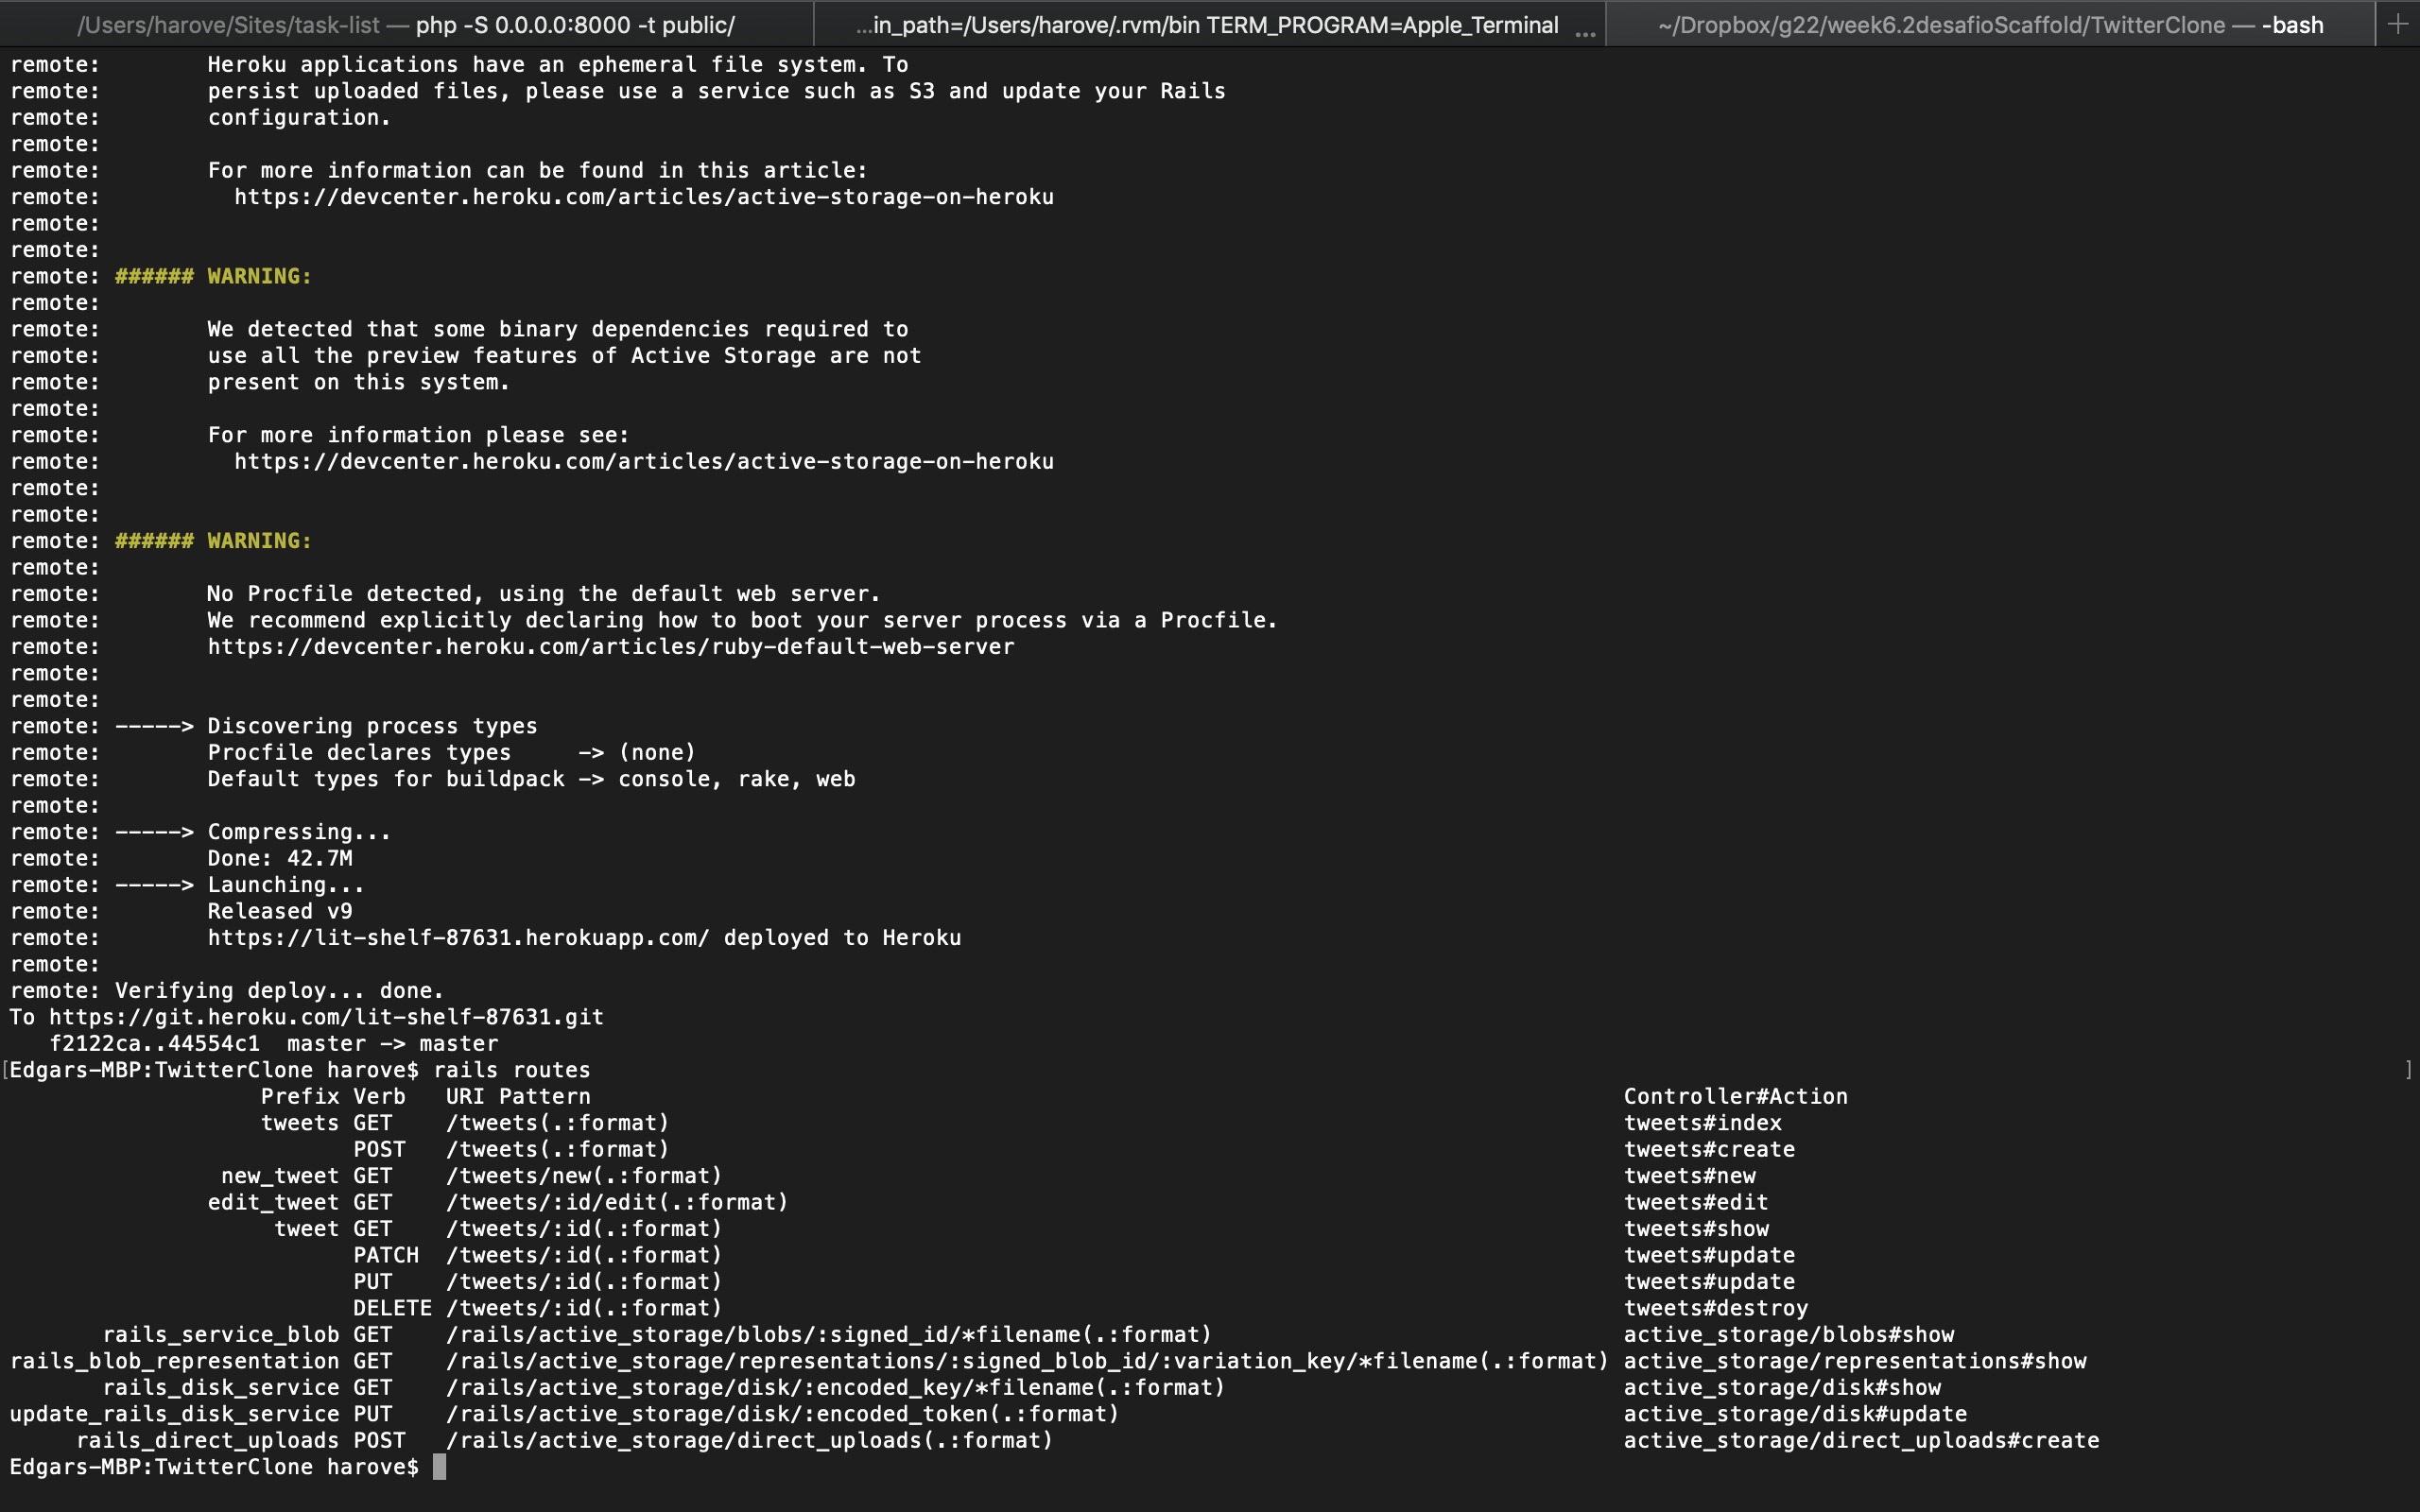 /Users/harove/Sites/task-list — php -S 0.0.0.0:8000 -t public/
...in_path=/Users/harove/.rvm/bin TERM_PROGRAM=Apple_Terminal ...
~/Dropbox/g22/week6.2desafioScaffold/TwitterClone — -bash
+
remote:        Heroku applications have an ephemeral file system. To
remote:        persist uploaded files, please use a service such as S3 and update your Rails
remote:        configuration.
remote:
remote:        For more information can be found in this article:
remote:          https://devcenter.heroku.com/articles/active-storage-on-heroku
remote:
remote:
remote: ###### WARNING:
remote:
remote:        We detected that some binary dependencies required to
remote:        use all the preview features of Active Storage are not
remote:        present on this system.
remote:
remote:        For more information please see:
remote:          https://devcenter.heroku.com/articles/active-storage-on-heroku
remote:
remote:
remote: ###### WARNING:
remote:
remote:        No Procfile detected, using the default web server.
remote:        We recommend explicitly declaring how to boot your server process via a Procfile.
remote:        https://devcenter.heroku.com/articles/ruby-default-web-server
remote:
remote:
remote: -----> Discovering process types
remote:        Procfile declares types     -> (none)
remote:        Default types for buildpack -> console, rake, web
remote:
remote: -----> Compressing...
remote:        Done: 42.7M
remote: -----> Launching...
remote:        Released v9
remote:        https://lit-shelf-87631.herokuapp.com/ deployed to Heroku
remote:
remote: Verifying deploy... done.
To https://git.heroku.com/lit-shelf-87631.git
   f2122ca..44554c1  master -> master
[Edgars-MBP:TwitterClone harove$ rails routes ]
                   Prefix Verb   URI Pattern                                                                              Controller#Action
                   tweets GET    /tweets(.:format)                                                                        tweets#index
                          POST   /tweets(.:format)                                                                        tweets#create
                new_tweet GET    /tweets/new(.:format)                                                                    tweets#new
               edit_tweet GET    /tweets/:id/edit(.:format)                                                               tweets#edit
                    tweet GET    /tweets/:id(.:format)                                                                    tweets#show
                          PATCH  /tweets/:id(.:format)                                                                    tweets#update
                          PUT    /tweets/:id(.:format)                                                                    tweets#update
                          DELETE /tweets/:id(.:format)                                                                    tweets#destroy
       rails_service_blob GET    /rails/active_storage/blobs/:signed_id/*filename(.:format)                               active_storage/blobs#show
rails_blob_representation GET    /rails/active_storage/representations/:signed_blob_id/:variation_key/*filename(.:format) active_storage/representations#show
       rails_disk_service GET    /rails/active_storage/disk/:encoded_key/*filename(.:format)                              active_storage/disk#show
update_rails_disk_service PUT    /rails/active_storage/disk/:encoded_token(.:format)                                      active_storage/disk#update
     rails_direct_uploads POST   /rails/active_storage/direct_uploads(.:format)                                           active_storage/direct_uploads#create
Edgars-MBP:TwitterClone harove$